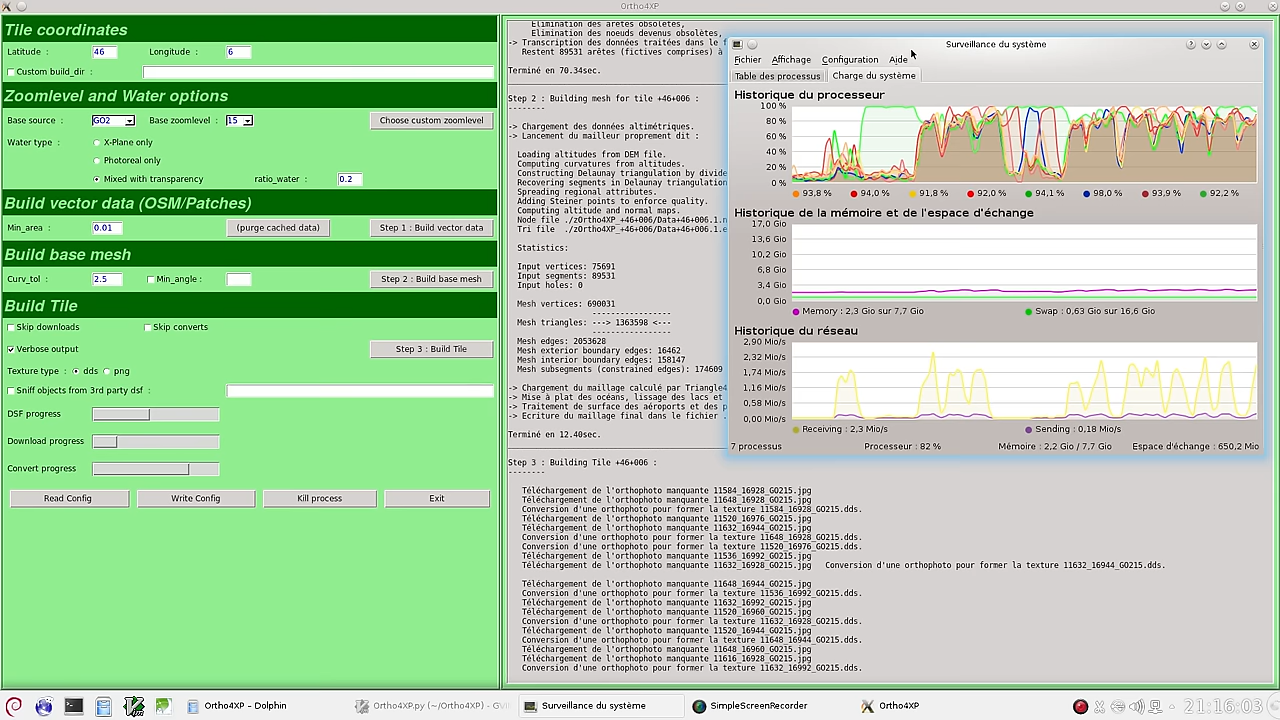 Ortho4XP
Tile coordinates
Latitude : 46 Longitude : 6
Custom build_dir :
Zoomlevel and Water options
Base source : GO2 Base zoomlevel : 15 Choose custom zoomlevel
Water type : X-Plane only
Photoreal only
Mixed with transparency ratio_water : 0.2
Build vector data (OSM/Patches)
Min_area : 0.01 (purge cached data) Step 1 : Build vector data
Build base mesh
Curv_tol : 2.5 Min_angle : Step 2 : Build base mesh
Build Tile
Skip downloads Skip converts
Verbose output Step 3 : Build Tile
Texture type : dds png
Sniff objects from 3rd party dsf :
DSF progress
Download progress
Convert progress
Read Config Write Config Kill process Exit
Elimination des arêtes obsolètes,
Elimination des noeuds devenus obsolètes,
-> Transcription des données traitées dans le f
Restent 89531 arêtes (fictives comprises) à
Terminé en 70.34sec.
Step 2 : Building mesh for tile +46+006 :
--------
-> Chargement des données altimétriques.
-> Lancement du mailleur proprement dit :
Loading altitudes from DEM file.
Computing curvatures from altitudes.
Constructing Delaunay triangulation by divide
Recovering segments in Delaunay triangulation
Spreading regional attributes.
Adding Steiner points to enforce quality.
Computing altitude and normal maps.
Node file ./zOrtho4XP_+46+006/Data+46+006.1.n
Tri file ./zOrtho4XP_+46+006/Data+46+006.1.e
Statistics:
Input vertices: 75691
Input segments: 89531
Input holes: 0
Mesh vertices: 690031
-----------------
Mesh triangles: ---> 1363598 <---
-----------------
Mesh edges: 2053628
Mesh exterior boundary edges: 16462
Mesh interior boundary edges: 158147
Mesh subsegments (constrained edges): 174609
-> Chargement du maillage calculé par Triangle4
-> Mise à plat des océans, lissage des lacs et
-> Traitement de surface des aéroports et des p
-> Ecriture du maillage final dans le fichier .
Terminé en 12.40sec.
Step 3 : Building Tile +46+006 :
--------
Téléchargement de l'orthophoto manquante 11584_16928_GO215.jpg
Téléchargement de l'orthophoto manquante 11648_16928_GO215.jpg
Conversion d'une orthophoto pour former la texture 11584_16928_GO215.dds.
Téléchargement de l'orthophoto manquante 11520_16976_GO215.jpg
Téléchargement de l'orthophoto manquante 11632_16944_GO215.jpg
Conversion d'une orthophoto pour former la texture 11648_16928_GO215.dds.
Conversion d'une orthophoto pour former la texture 11520_16976_GO215.dds.
Téléchargement de l'orthophoto manquante 11536_16992_GO215.jpg
Téléchargement de l'orthophoto manquante 11632_16928_GO215.jpg Conversion d'une orthophoto pour former la texture 11632_16944_GO215.dds.
Téléchargement de l'orthophoto manquante 11648_16944_GO215.jpg
Conversion d'une orthophoto pour former la texture 11536_16992_GO215.dds.
Téléchargement de l'orthophoto manquante 11632_16992_GO215.jpg
Téléchargement de l'orthophoto manquante 11520_16960_GO215.jpg
Conversion d'une orthophoto pour former la texture 11632_16928_GO215.dds.
Téléchargement de l'orthophoto manquante 11520_16944_GO215.jpg
Conversion d'une orthophoto pour former la texture 11648_16944_GO215.dds.
Téléchargement de l'orthophoto manquante 11648_16960_GO215.jpg
Téléchargement de l'orthophoto manquante 11616_16928_GO215.jpg
Conversion d'une orthophoto pour former la texture 11632_16992_GO215.dds.
Surveillance du système
Fichier Affichage Configuration Aide
Table des processus Charge du système
Historique du processeur
100 %
80 %
60 %
40 %
20 %
0 %
93,8 % 94,0 % 91,8 % 92,0 % 94,1 % 98,0 % 93,9 % 92,2 %
Historique de la mémoire et de l'espace d'échange
17,0 Gio
13,6 Gio
10,2 Gio
6,8 Gio
3,4 Gio
0,0 Gio
Memory : 2,3 Gio sur 7,7 Gio Swap : 0,63 Gio sur 16,6 Gio
Historique du réseau
2,90 Mio/s
2,32 Mio/s
1,74 Mio/s
1,16 Mio/s
0,58 Mio/s
0,00 Mio/s
Receiving : 2,3 Mio/s Sending : 0,18 Mio/s
7 processus Processeur : 82 % Mémoire : 2,2 Gio / 7,7 Gio Espace d'échange : 650,2 Mio
Ortho4XP - Dolphin Ortho4XP.py (~/Ortho4XP) - GV Surveillance du système SimpleScreenRecorder Ortho4XP 21:16:03